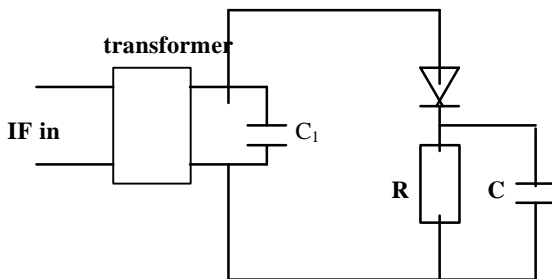 transformer
IF in
C₁
R
C